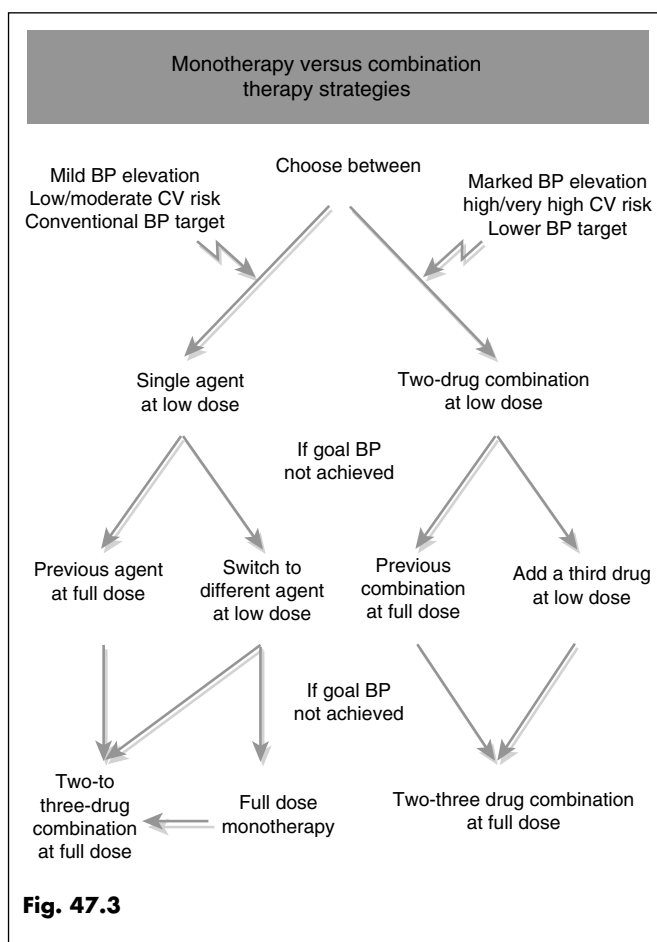 Monotherapy versus combination
therapy strategies
Choose between
Mild BP elevation
Low/moderate CV risk
Conventional BP target
Marked BP elevation
high/very high CV risk
Lower BP target
Single agent
at low dose
Two-drug combination
at low dose
If goal BP
not achieved
Previous agent
at full dose
Switch to
different agent
at low dose
Previous
combination
at full dose
Add a third drug
at low dose
If goal BP
not achieved
Two-to
three-drug
combination
at full dose
Full dose
monotherapy
Two-three drug combination
at full dose
Fig. 47.3